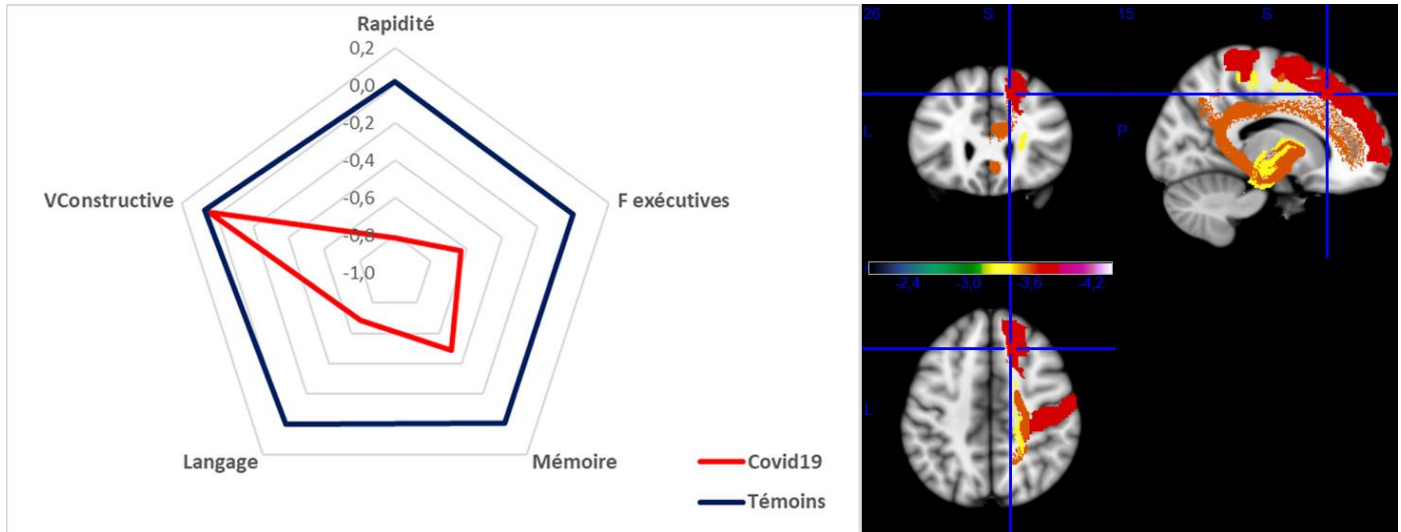 Rapidité
0,2
0,0
-0,2
-0,4
-0,6
-0,8
-1,0
VConstructive
F exécutives
Langage
Mémoire
Covid19
Témoins
26 S
15 S
L
P
-2,4 -3,0 -3,6 -4,2
L